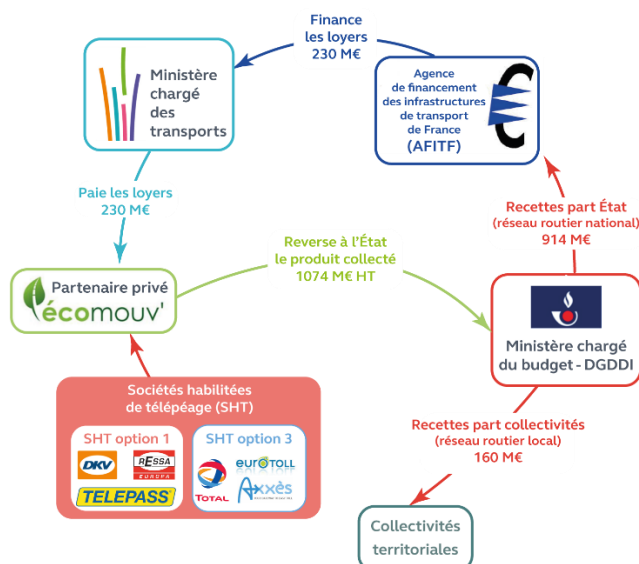 Finance
les loyers
230 M€
Ministère
chargé
des
transports
Agence
de financement
des infrastructures
de transport
de France
(AFITF)
Paie les loyers
230 M€
Recettes part État
(réseau routier national)
914 M€
Reverse à l'État
le produit collecté
1074 M€ HT
Partenaire privé
écomouv'
Ministère chargé
du budget - DGDDI
Sociétés habilitées
de télépéage (SHT)
SHT option 1
SHT option 3
DKV
RESSA
EUROPA
TELEPASS
TOTAL
euroToll
Axxès
Recettes part collectivités
(réseau routier local)
160 M€
Collectivités
territoriales